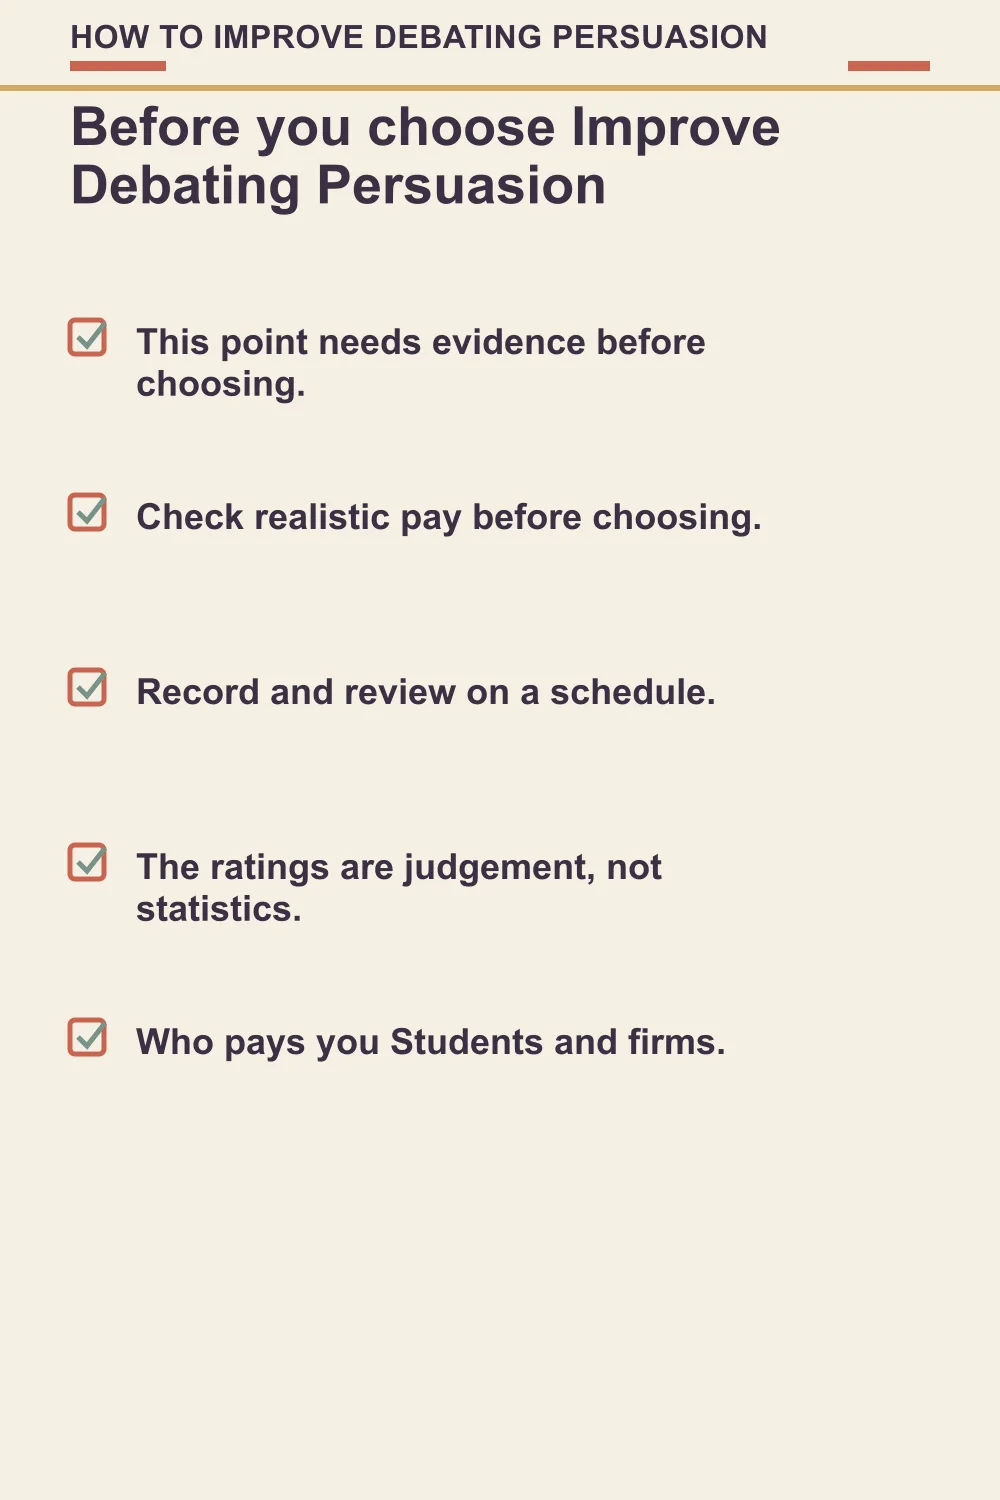 HOW TO IMPROVE DEBATING PERSUASION
Before you choose Improve
Debating Persuasion
This point needs evidence before
choosing.
Check realistic pay before choosing.
Record and review on a schedule.
The ratings are judgement, not
statistics.
Who pays you Students and firms.